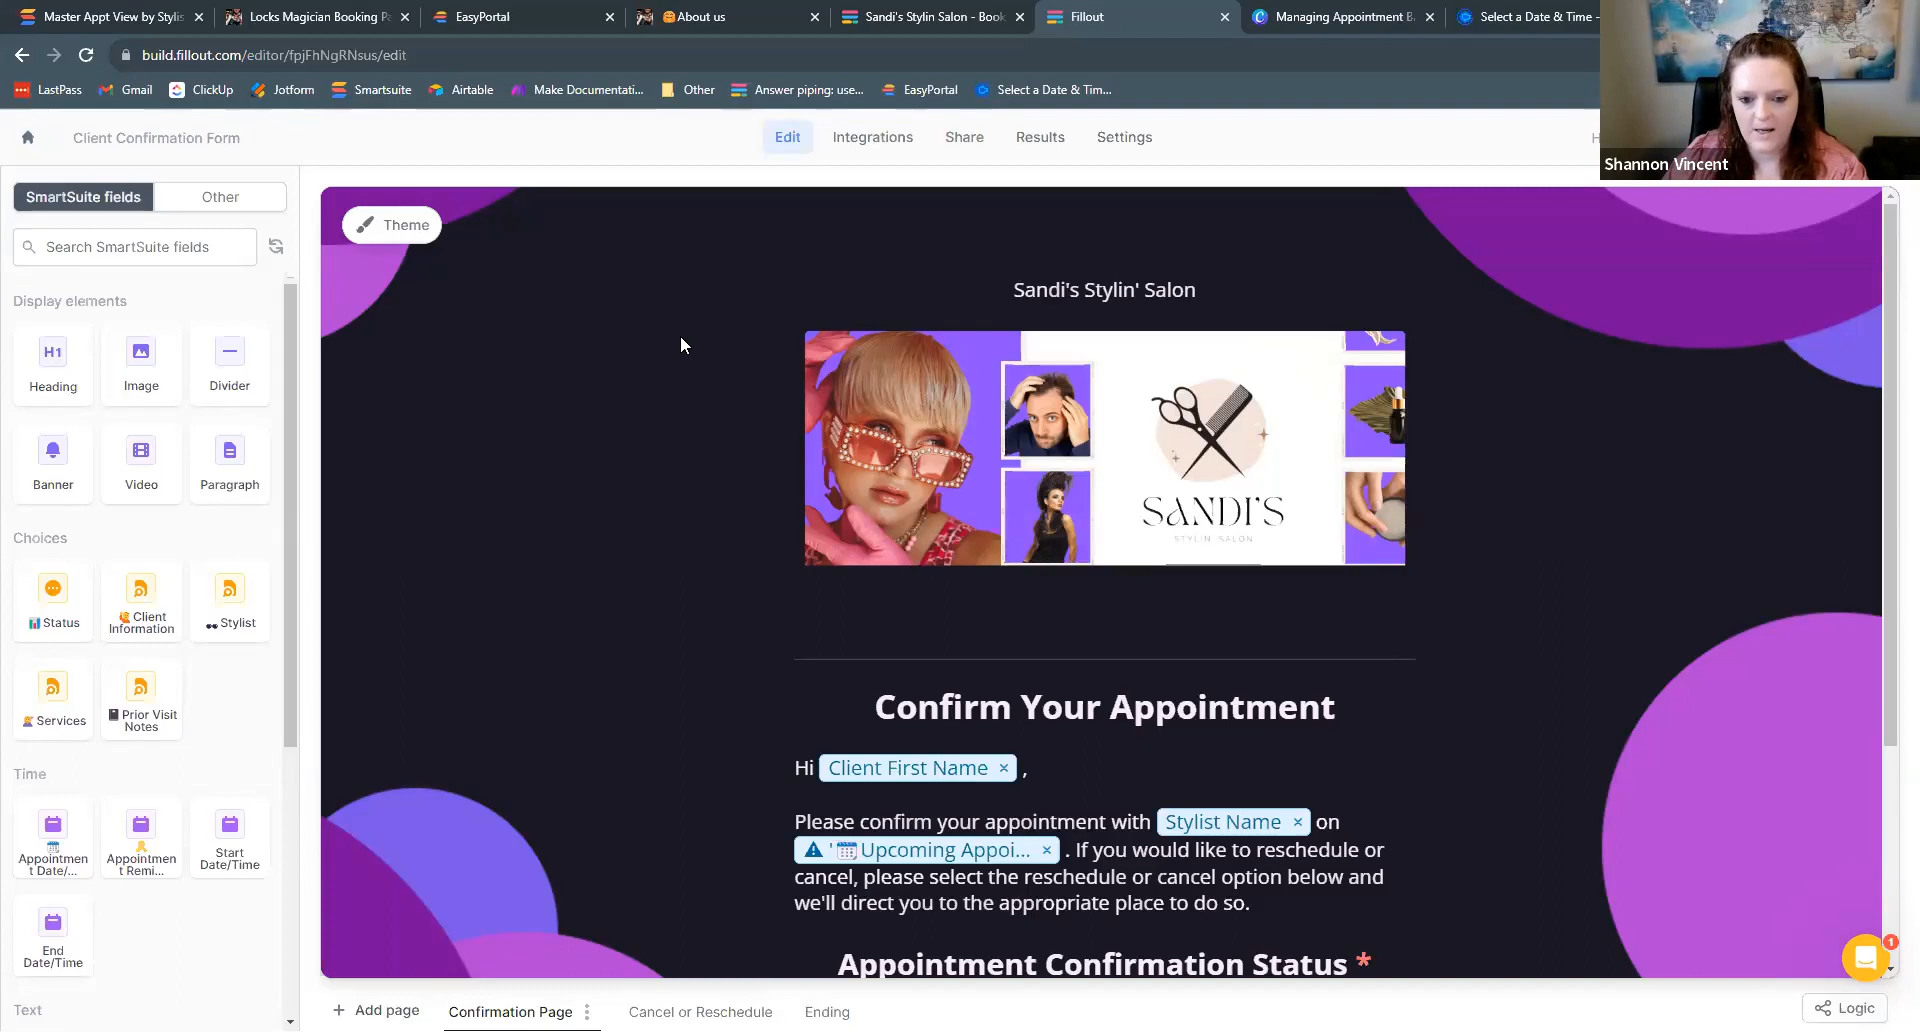 Master Appt View by Stylis
Locks Magician Booking Pa
EasyPortal
About us
Sandi's Stylin Salon - Book
Fillout
Managing Appointment B
Select a Date & Time -
build.fillout.com/editor/fpjFhNgRNsus/edit
LastPass
Gmail
ClickUp
Jotform
Smartsuite
Airtable
Make Documentati...
Other
Answer piping: use...
EasyPortal
Select a Date & Tim...
Shannon Vincent
Client Confirmation Form
Edit
Integrations
Share
Results
Settings
SmartSuite fields
Other
Search SmartSuite fields
Display elements
H1
Heading
Image
Divider
Banner
Video
Paragraph
Choices
Status
Client
Information
Stylist
Services
Prior Visit
Notes
Time
Appointmen
t Date/...
Appointmen
t Remi...
Start
Date/Time
End
Date/Time
Text
Theme
Sandi's Stylin' Salon
SANDI'S
STYLIN SALON
Confirm Your Appointment
Hi Client First Name × ,
Please confirm your appointment with Stylist Name × on
' Upcoming Appoi... × . If you would like to reschedule or
cancel, please select the reschedule or cancel option below and
we'll direct you to the appropriate place to do so.
Appointment Confirmation Status *
1
+ Add page
Confirmation Page
Cancel or Reschedule
Ending
Logic